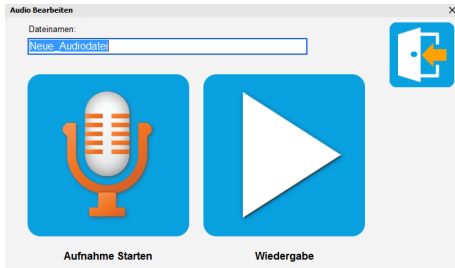 Audio Bearbeiten
Dateinamen:
Neue_Audiodatei
Aufnahme Starten
Wiedergabe